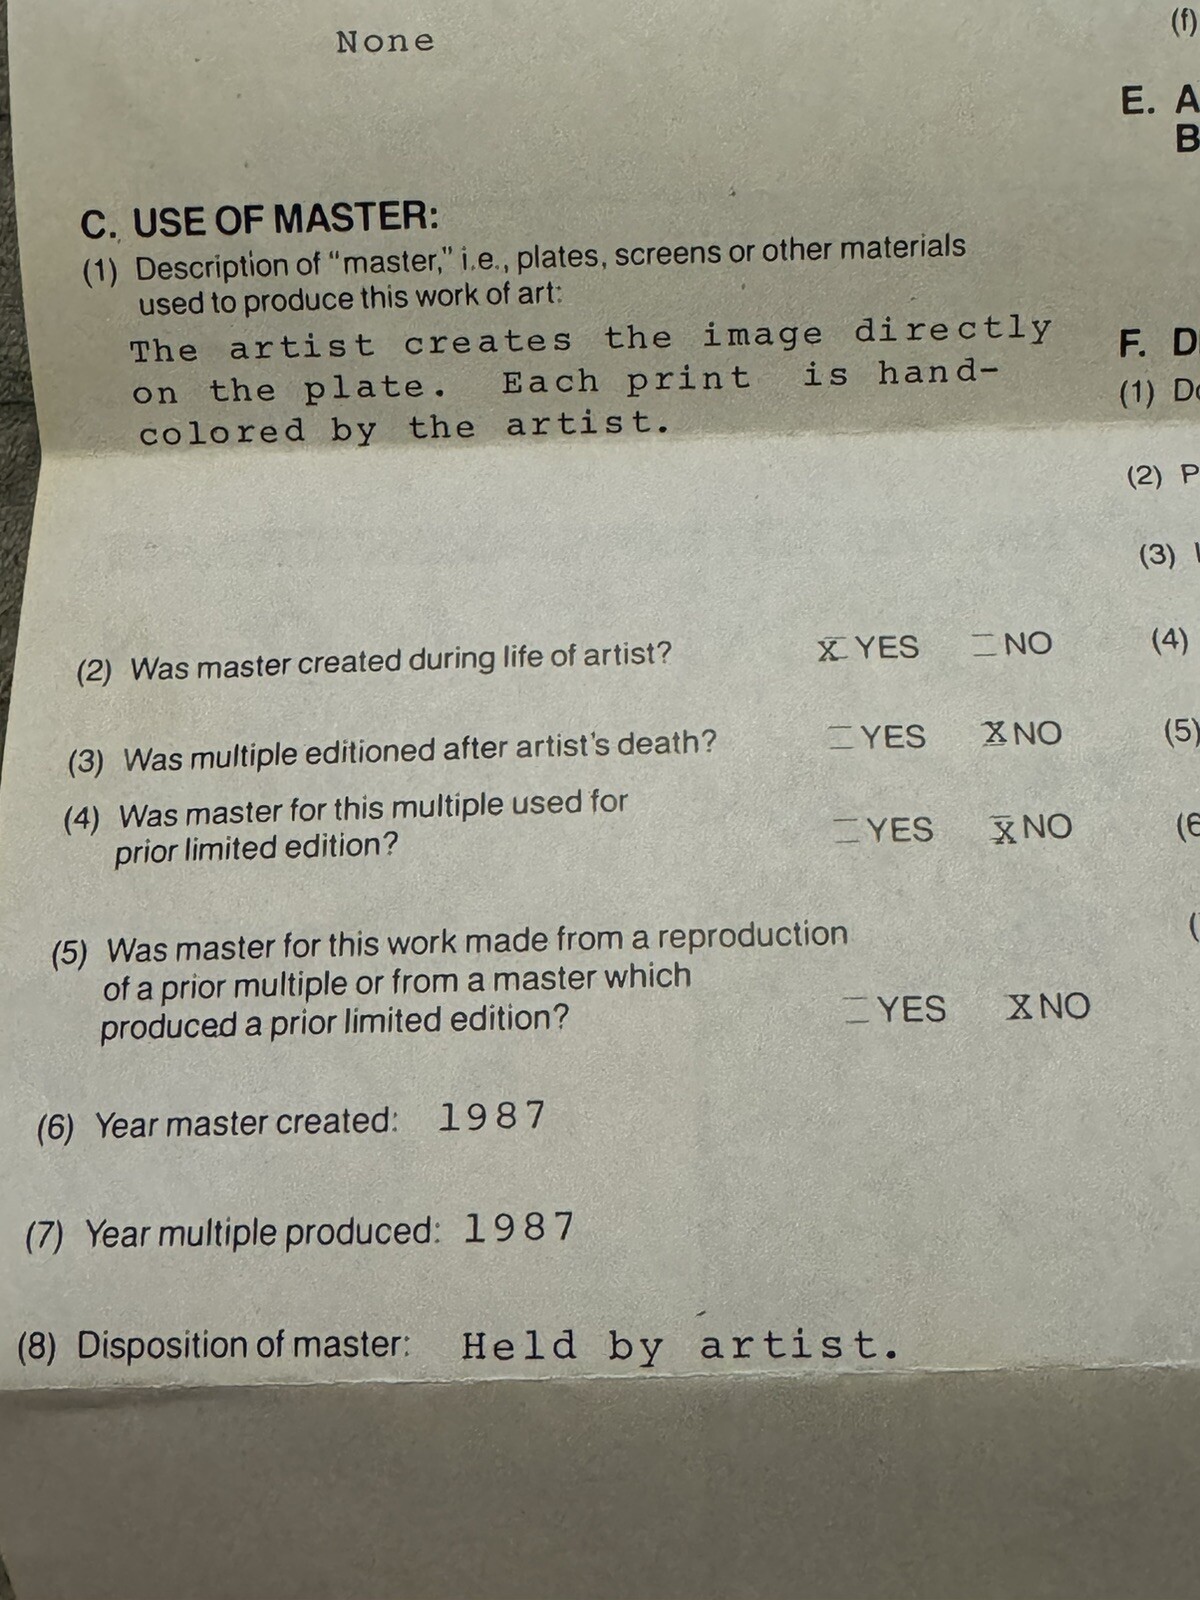 None
C. USE OF MASTER:
(1) Description of "master," i.e., plates, screens or other materials
used to produce this work of art:
The artist creates the image directly
on the plate. Each print is hand-
colored by the artist.
(2) Was master created during life of artist? X YES NO
(3) Was multiple editioned after artist's death? YES X NO
(4) Was master for this multiple used for
prior limited edition? YES X NO
(5) Was master for this work made from a reproduction
of a prior multiple or from a master which
produced a prior limited edition? YES X NO
(6) Year master created: 1987
(7) Year multiple produced: 1987
(8) Disposition of master: Held by artist.
(f)
E. A
B
F. D
(1)
(2) P
(3)
(4)
(5)